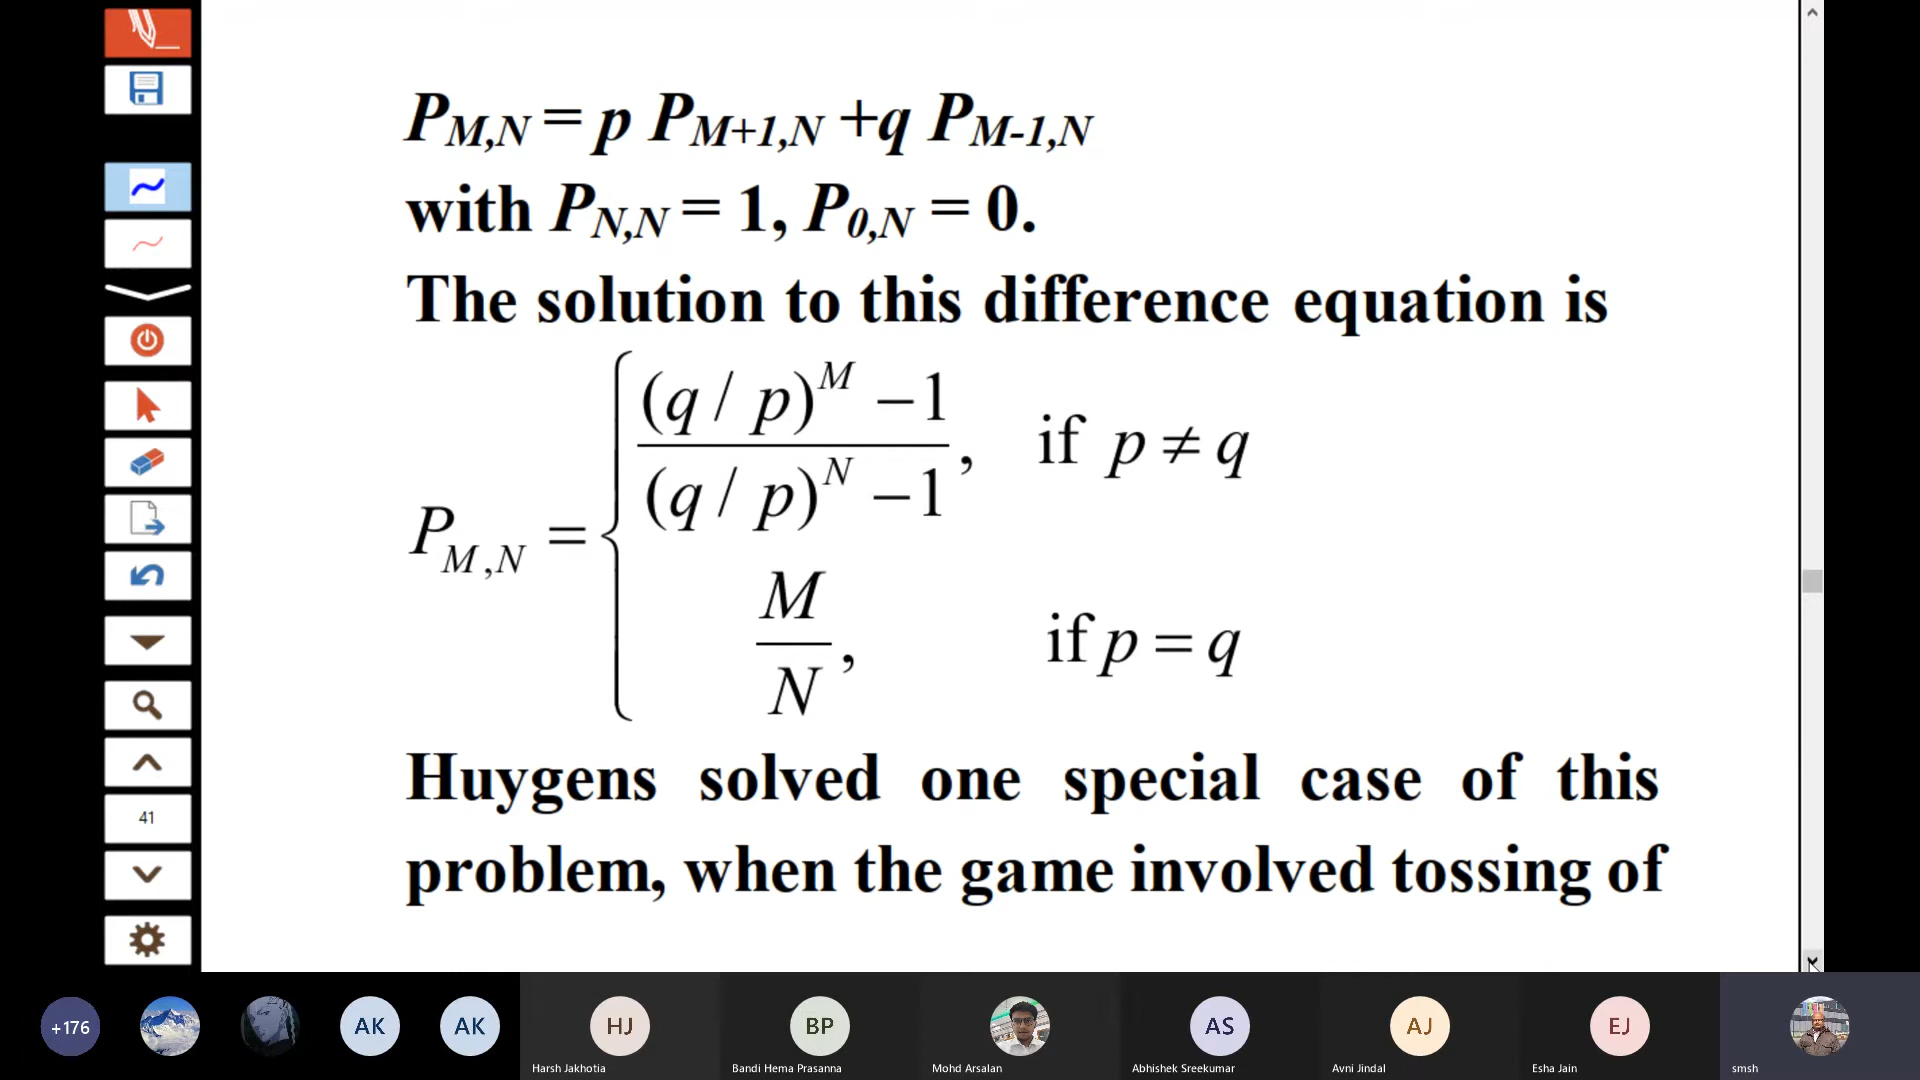 P_{M,N} = p P_{M+1,N} +q P_{M-1,N}
with P_{N,N} = 1, P_{0,N} = 0.
The solution to this difference equation is
P_{M,N} = { ((q / p)^M − 1) / ((q / p)^N − 1), if p ≠ q
M / N, if p = q
Huygens solved one special case of this
problem, when the game involved tossing of
41
+176
AK
AK
HJ
BP
AS
AJ
EJ
Harsh Jakhotia
Bandi Hema Prasanna
Mohd Arsalan
Abhishek Sreekumar
Avni Jindal
Esha Jain
smsh